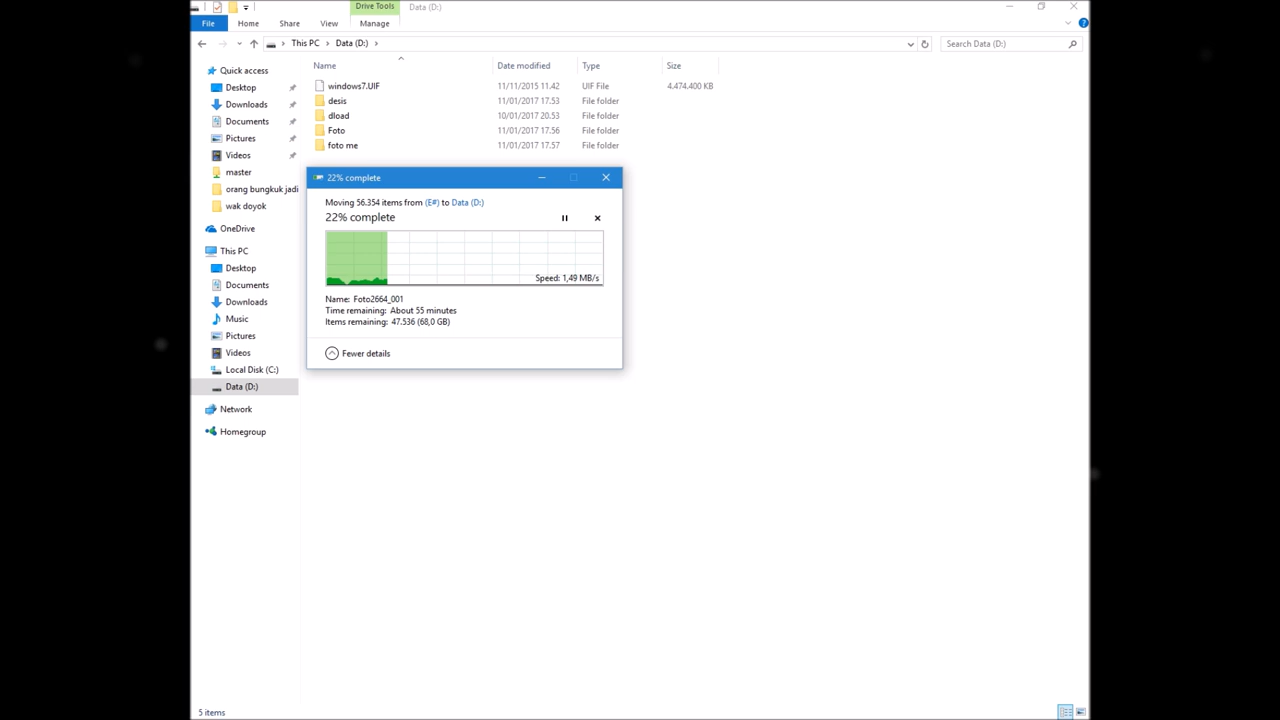 Drive Tools
Data (D:)
File
Home
Share
View
Manage
This PC
Data (D:)
Search Data (D:)
Name
Date modified
Type
Size
windows7.UIF
11/11/2015 11.42
UIF File
4.474.400 KB
desis
11/01/2017 17.53
File folder
dload
10/01/2017 20.53
File folder
Foto
11/01/2017 17.56
File folder
foto me
11/01/2017 17.57
File folder
Quick access
Desktop
Downloads
Documents
Pictures
Videos
master
orang bungkuk jadi
wak doyok
OneDrive
This PC
Desktop
Documents
Downloads
Music
Pictures
Videos
Local Disk (C:)
Data (D:)
Network
Homegroup
22% complete
Moving 56.354 items from (E#) to Data (D:)
22% complete
Speed: 1,49 MB/s
Name: Foto2664_001
Time remaining: About 55 minutes
Items remaining: 47.536 (68,0 GB)
Fewer details
5 items